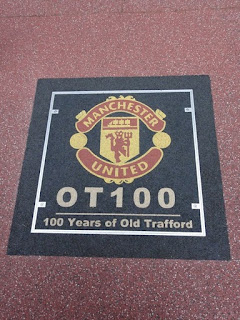 MANCHESTER
UNITED
OT100
100 Years of Old Trafford